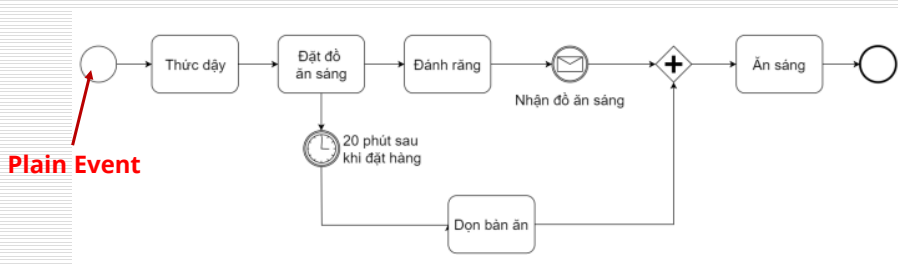 Thức dậy
Đặt đồ
ăn sáng
Đánh răng
Nhận đồ ăn sáng
Ăn sáng
20 phút sau
khi đặt hàng
Plain Event
Dọn bàn ăn